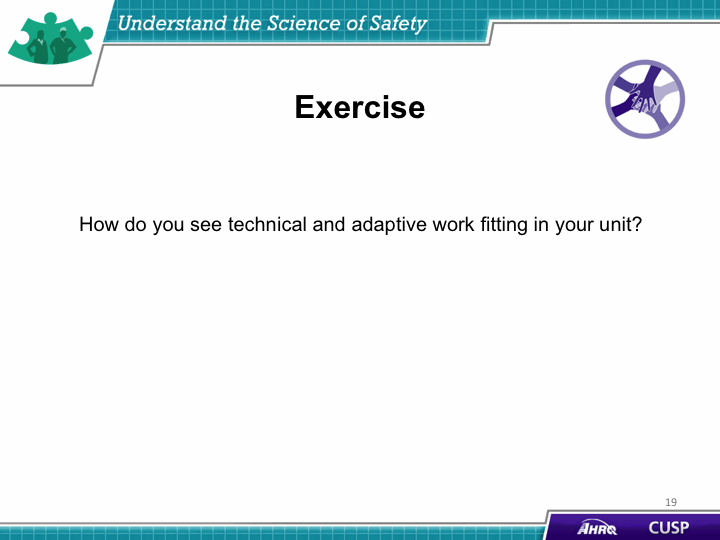 Understand the Science of Safety
Exercise
How do you see technical and adaptive work fitting in your unit?
19
AHRQ
CUSP